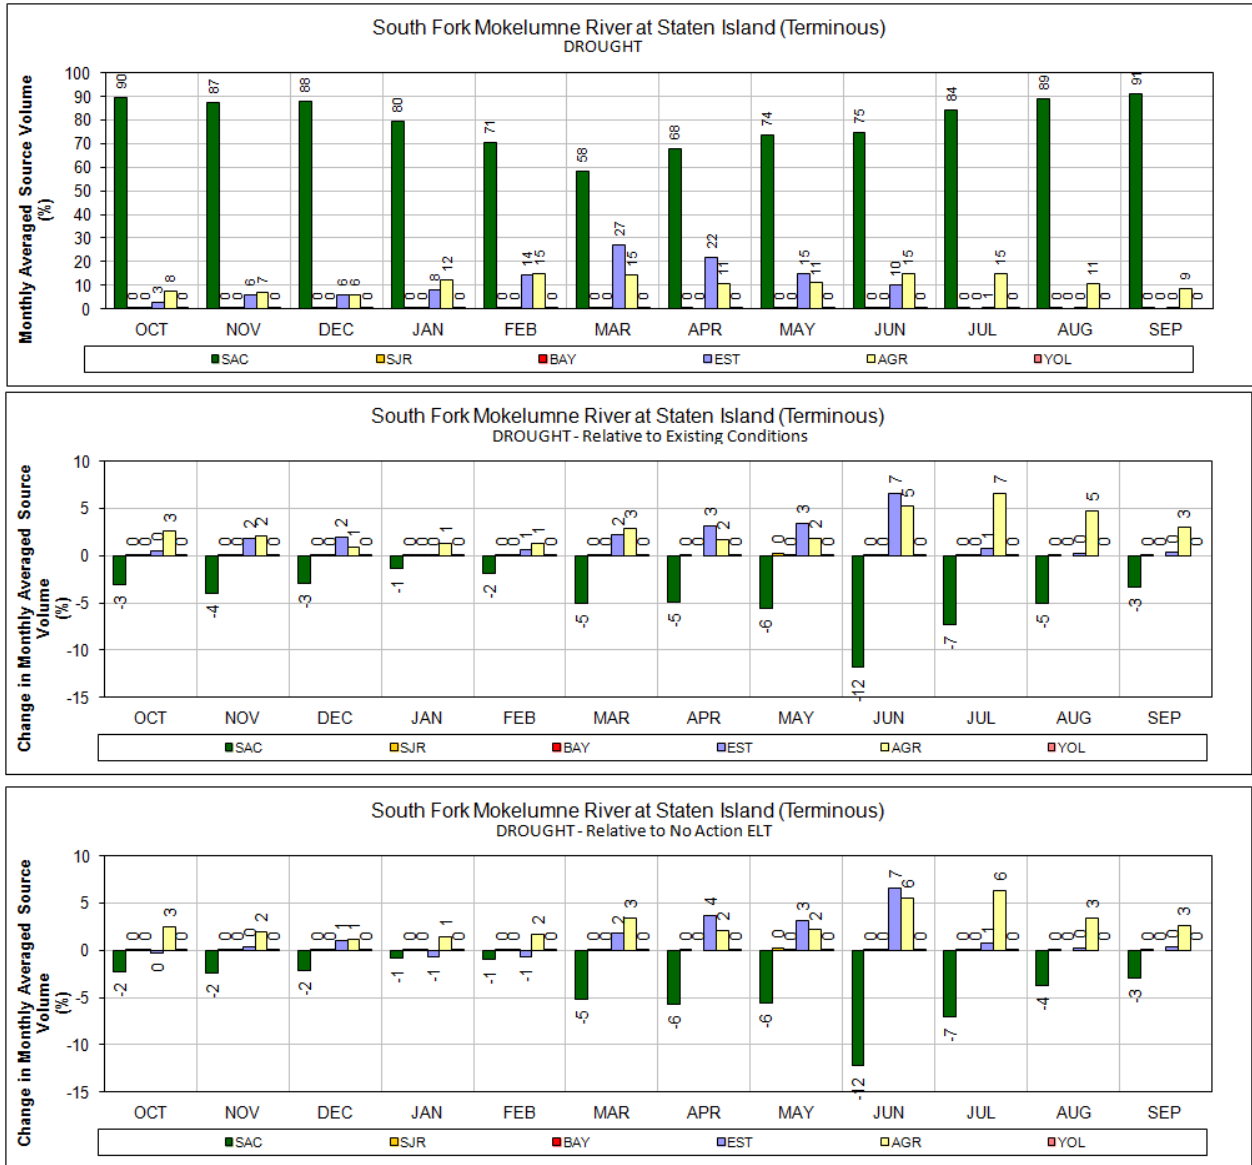 South Fork Mokelumne River at Staten Island (Terminous)
DROUGHT
Monthly Averaged Source Volume
(%)
100
90
80
70
60
50
40
30
20
10
0
90 0 0 3 8 0
87 0 0 6 7 0
88 0 0 6 6 0
80 0 0 8 12 0
71 0 0 14 15 0
58 0 0 27 15 0
68 0 0 22 11 0
74 0 0 15 11 0
75 0 0 10 15 0
84 0 0 1 15 0
89 0 0 0 11 0
91 0 0 0 9 0
OCT NOV DEC JAN FEB MAR APR MAY JUN JUL AUG SEP
SAC SJR BAY EST AGR YOL
South Fork Mokelumne River at Staten Island (Terminous)
DROUGHT - Relative to Existing Conditions
Change in Monthly Averaged Source
Volume
(%)
10
5
0
-5
-10
-15
-3 0 0 0 3 0
-4 0 0 2 2 0
-3 0 0 2 1 0
-1 0 0 0 1 0
-2 0 0 1 1 0
-5 0 0 2 3 0
-5 0 0 3 2 0
-6 0 0 3 2 0
-12 0 0 7 5 0
-7 0 0 1 7 0
-5 0 0 0 5 0
-3 0 0 0 3 0
OCT NOV DEC JAN FEB MAR APR MAY JUN JUL AUG SEP
SAC SJR BAY EST AGR YOL
South Fork Mokelumne River at Staten Island (Terminous)
DROUGHT - Relative to No Action ELT
Change in Monthly Averaged Source
Volume
(%)
10
5
0
-5
-10
-15
-2 0 0 0 3 0
-2 0 0 0 2 0
-2 0 0 1 1 0
-1 0 0 -1 1 0
-1 0 0 -1 2 0
-5 0 0 2 3 0
-6 0 0 4 2 0
-6 0 0 3 2 0
-12 0 0 7 6 0
-7 0 0 1 6 0
-4 0 0 0 3 0
-3 0 0 0 3 0
OCT NOV DEC JAN FEB MAR APR MAY JUN JUL AUG SEP
SAC SJR BAY EST AGR YOL